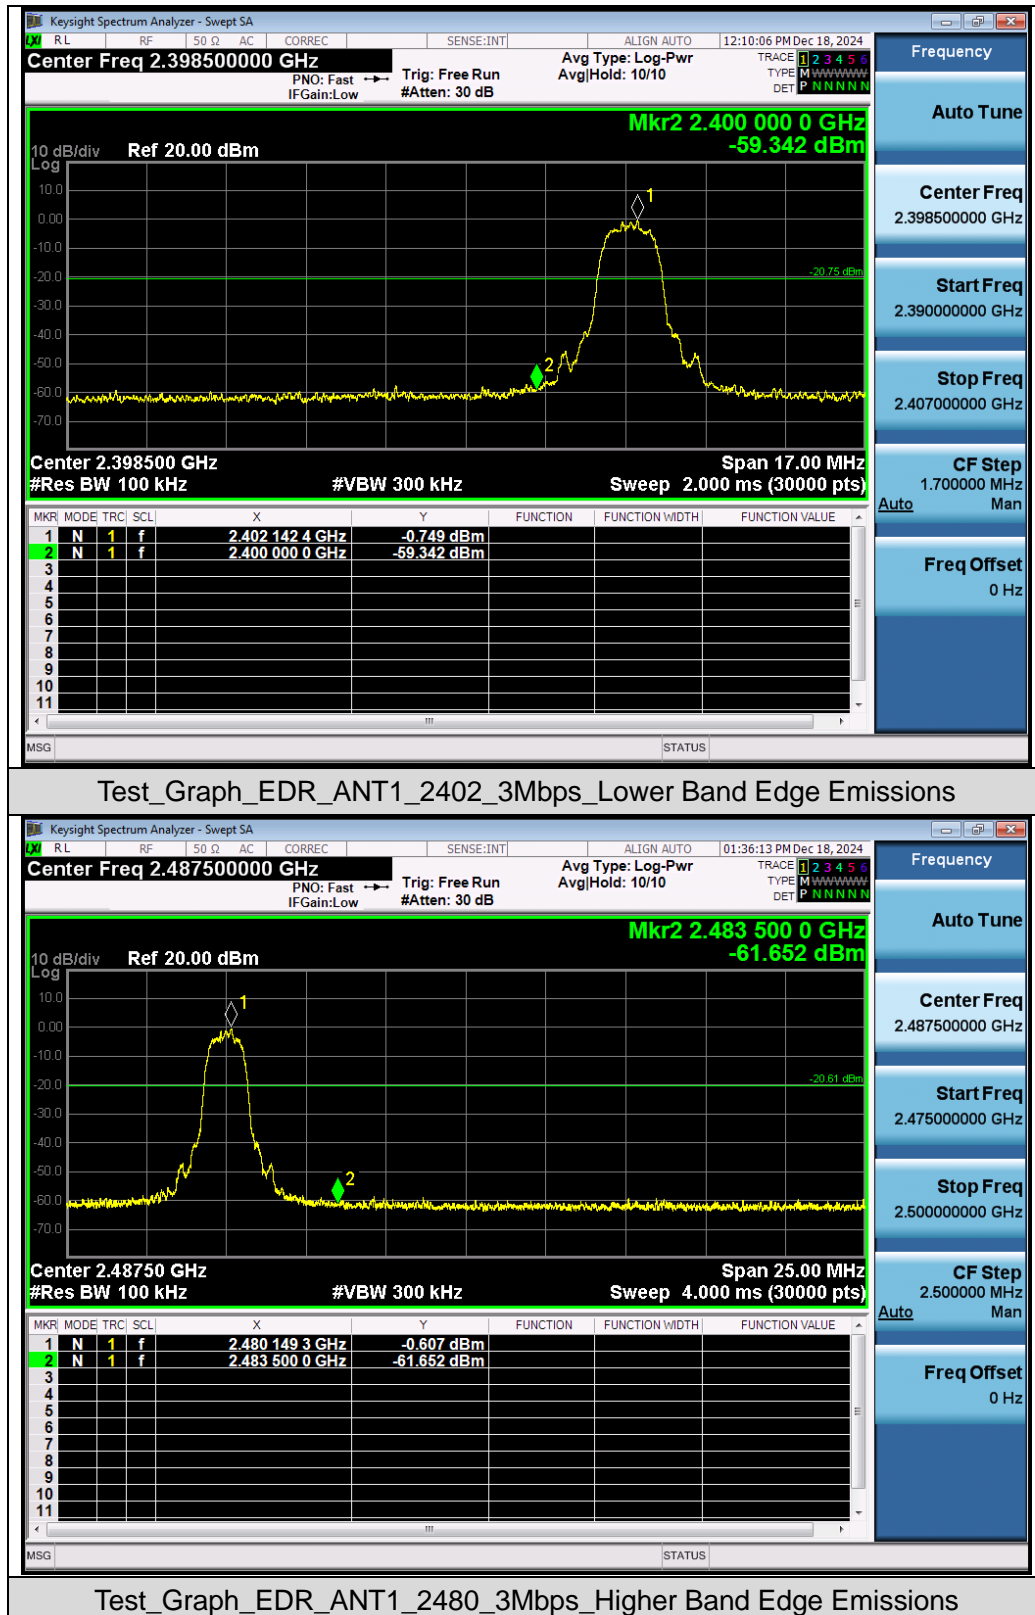 Keysight Spectrum Analyzer - Swept SA
LXI RL RF 50 Ω AC CORREC SENSE:INT ALIGN AUTO 12:10:06 PM Dec 18, 2024
Center Freq 2.398500000 GHz Avg Type: Log-Pwr TRACE 1 2 3 4 5 6
PNO: Fast Trig: Free Run Avg|Hold: 10/10 TYPE M WWWWW
IFGain:Low #Atten: 30 dB DET P N N N N N
Frequency
Auto Tune
Center Freq
2.398500000 GHz
Start Freq
2.390000000 GHz
Stop Freq
2.407000000 GHz
CF Step
1.700000 MHz
Auto Man
Freq Offset
0 Hz
Mkr2 2.400 000 0 GHz
10 dB/div Ref 20.00 dBm -59.342 dBm
Log
10.0
0.00
-10.0
-20.0
-30.0
-40.0
-50.0
-60.0
-70.0
1
-20.75 dBm
2
Center 2.398500 GHz Span 17.00 MHz
#Res BW 100 kHz #VBW 300 kHz Sweep 2.000 ms (30000 pts)
MKR MODE TRC SCL X Y FUNCTION FUNCTION WIDTH FUNCTION VALUE
1 N 1 f 2.402 142 4 GHz -0.749 dBm
2 N 1 f 2.400 000 0 GHz -59.342 dBm
3
4
5
6
7
8
9
10
11
MSG STATUS
Test_Graph_EDR_ANT1_2402_3Mbps_Lower Band Edge Emissions
Keysight Spectrum Analyzer - Swept SA
LXI RL RF 50 Ω AC CORREC SENSE:INT ALIGN AUTO 01:36:13 PM Dec 18, 2024
Center Freq 2.487500000 GHz Avg Type: Log-Pwr TRACE 1 2 3 4 5 6
PNO: Fast Trig: Free Run Avg|Hold: 10/10 TYPE M WWWWW
IFGain:Low #Atten: 30 dB DET P N N N N N
Frequency
Auto Tune
Center Freq
2.487500000 GHz
Start Freq
2.475000000 GHz
Stop Freq
2.500000000 GHz
CF Step
2.500000 MHz
Auto Man
Freq Offset
0 Hz
Mkr2 2.483 500 0 GHz
10 dB/div Ref 20.00 dBm -61.652 dBm
Log
10.0
0.00
-10.0
-20.0
-30.0
-40.0
-50.0
-60.0
-70.0
1
-20.61 dBm
2
Center 2.48750 GHz Span 25.00 MHz
#Res BW 100 kHz #VBW 300 kHz Sweep 4.000 ms (30000 pts)
MKR MODE TRC SCL X Y FUNCTION FUNCTION WIDTH FUNCTION VALUE
1 N 1 f 2.480 149 3 GHz -0.607 dBm
2 N 1 f 2.483 500 0 GHz -61.652 dBm
3
4
5
6
7
8
9
10
11
MSG STATUS
Test_Graph_EDR_ANT1_2480_3Mbps_Higher Band Edge Emissions